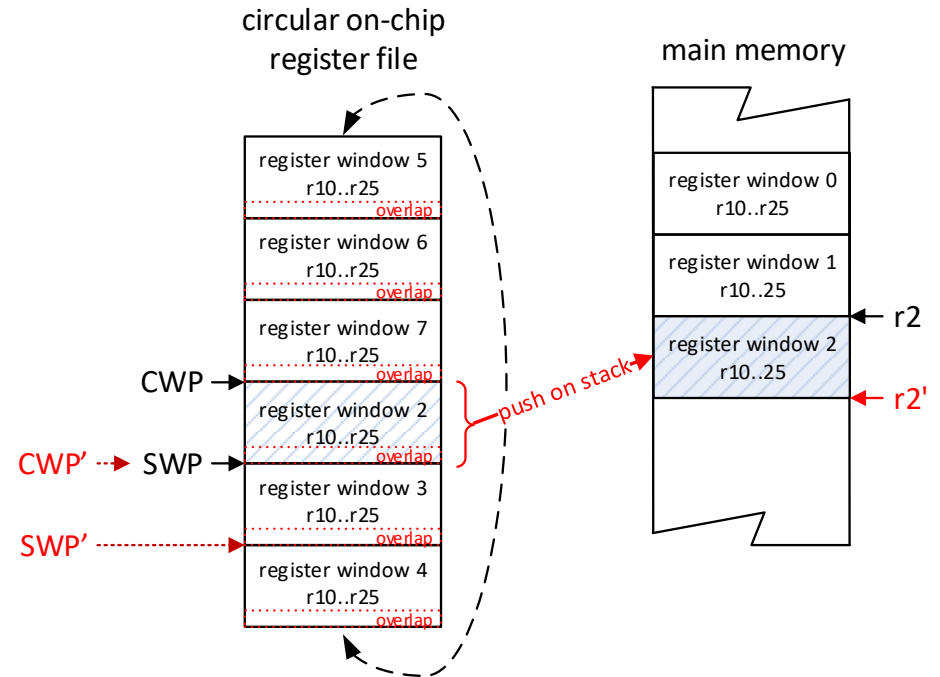 circular on-chip
register file
main memory
register window 5
r10..r25
overlap
register window 6
r10..r25
overlap
register window 7
r10..r25
overlap
CWP
register window 2
r10..r25
overlap
CWP’
SWP
register window 3
r10..r25
overlap
SWP’
register window 4
r10..r25
overlap
push on stack
register window 0
r10..r25
register window 1
r10..25
r2
register window 2
r10..25
r2'